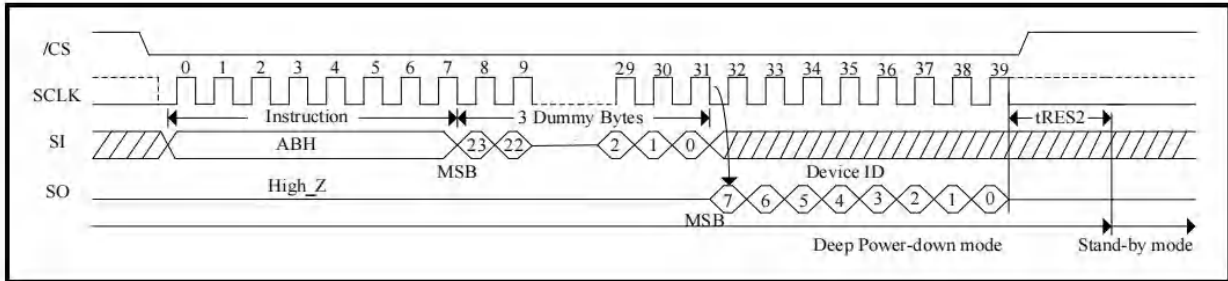 /CS
0 1 2 3 4 5 6 7 8 9 29 30 31 32 33 34 35 36 37 38 39
SCLK
Instruction 3 Dummy Bytes tRES2
SI ABH 23 22 2 1 0
MSB Device ID
SO High_Z 7 6 5 4 3 2 1 0
MSB
Deep Power-down mode Stand-by mode